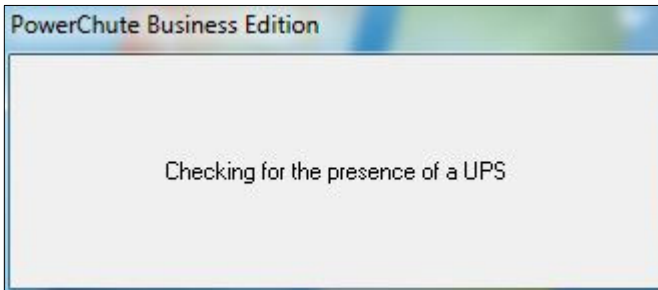 PowerChute Business Edition
Checking for the presence of a UPS